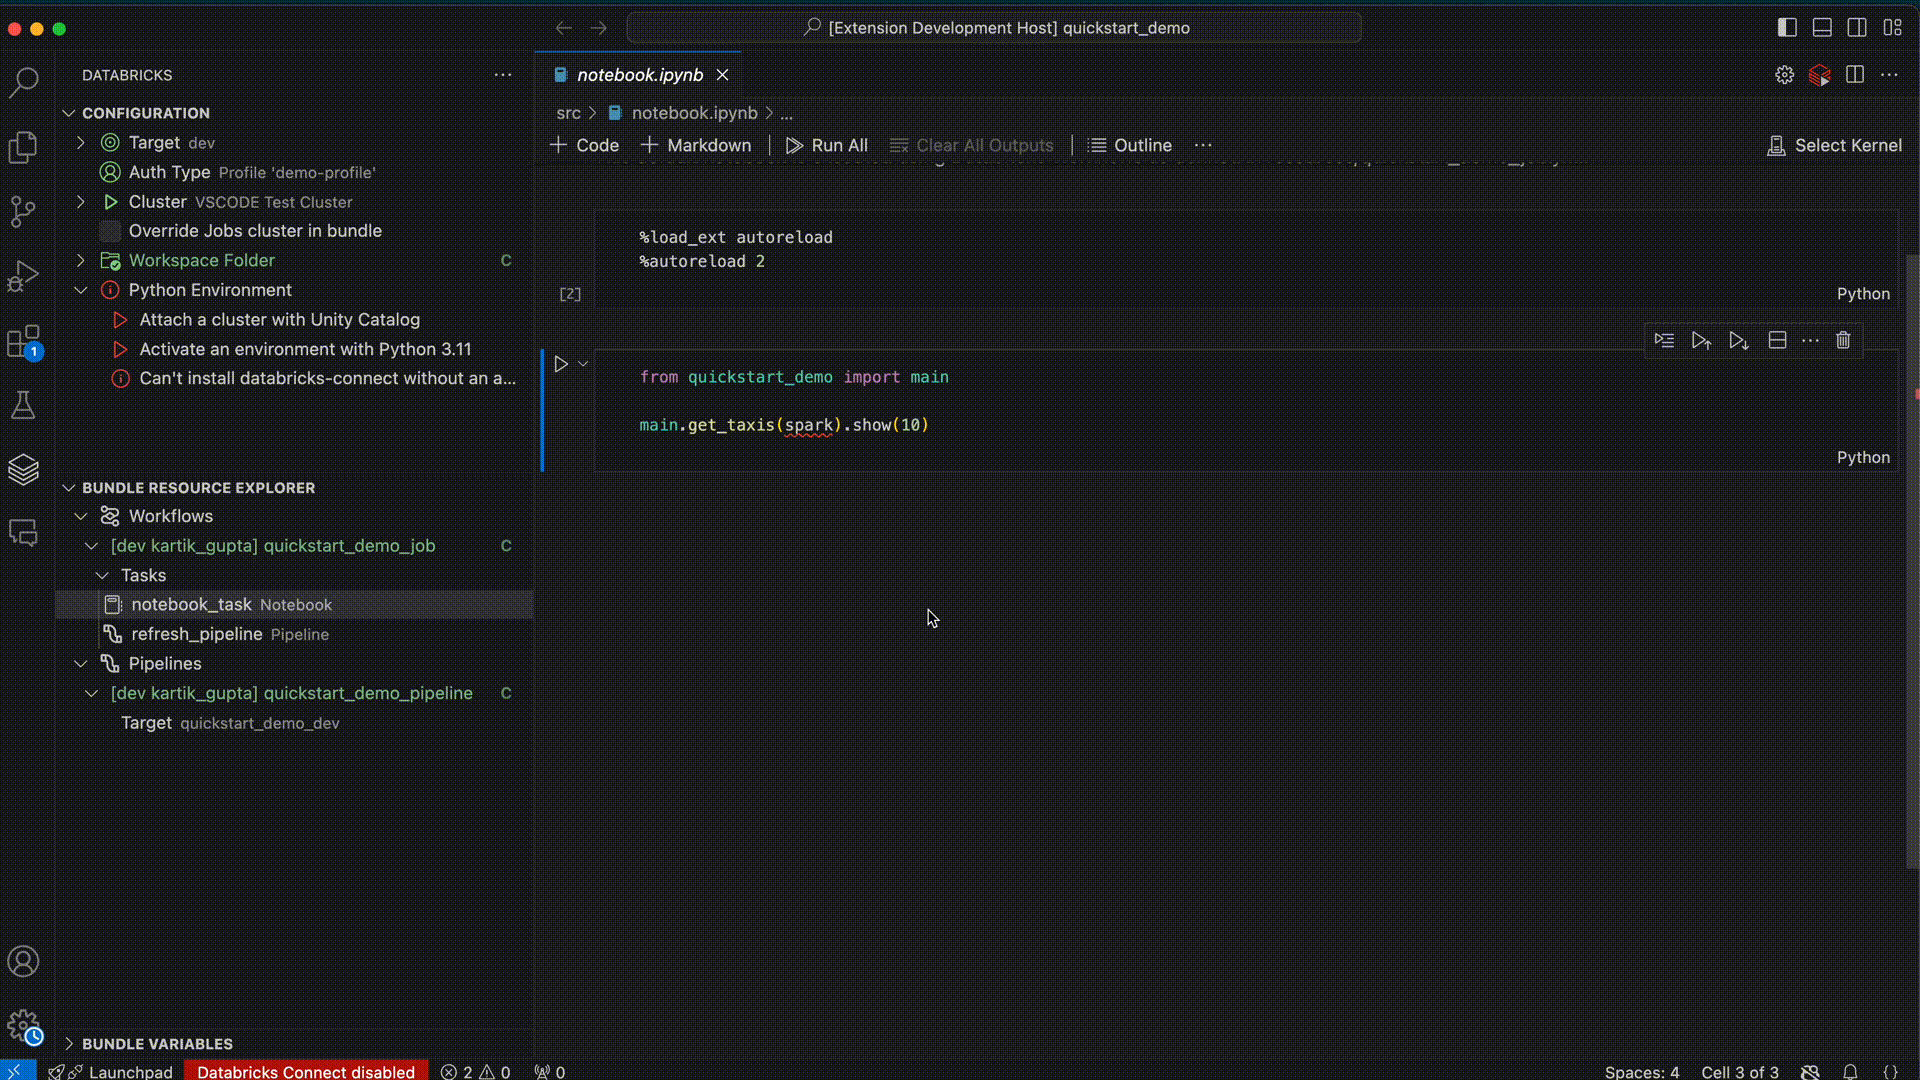 [Extension Development Host] quickstart_demo
DATABRICKS
CONFIGURATION
Target dev
Auth Type Profile 'demo-profile'
Cluster VSCODE Test Cluster
Override Jobs cluster in bundle
Workspace Folder C
Python Environment
Attach a cluster with Unity Catalog
Activate an environment with Python 3.11
Can't install databricks-connect without an a...
BUNDLE RESOURCE EXPLORER
Workflows
[dev kartik_gupta] quickstart_demo_job C
Tasks
notebook_task Notebook
refresh_pipeline Pipeline
Pipelines
[dev kartik_gupta] quickstart_demo_pipeline C
Target quickstart_demo_dev
BUNDLE VARIABLES
notebook.ipynb
src > notebook.ipynb > ...
+ Code + Markdown Run All Clear All Outputs Outline ... Select Kernel
%load_ext autoreload
%autoreload 2
[2]
Python
from quickstart_demo import main
main.get_taxis(spark).show(10)
Python
1
Launchpad Databricks Connect disabled 2 0 0 Spaces: 4 Cell 3 of 3